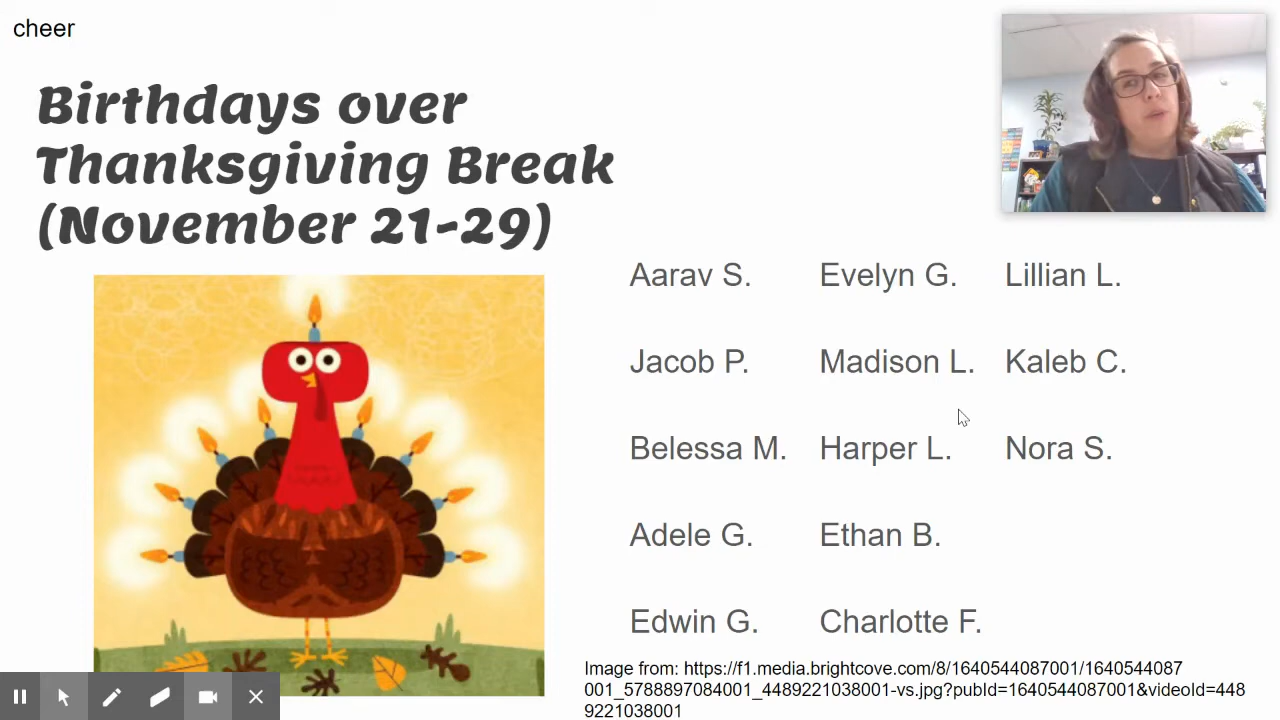 cheer
Birthdays over
Thanksgiving Break
(November 21-29)
Aarav S. Evelyn G. Lillian L.
Jacob P. Madison L. Kaleb C.
Belessa M. Harper L. Nora S.
Adele G. Ethan B.
Edwin G. Charlotte F.
Image from: https://f1.media.brightcove.com/8/1640544087001/1640544087
001_5788897084001_4489221038001-vs.jpg?pubId=1640544087001&videoId=448
9221038001